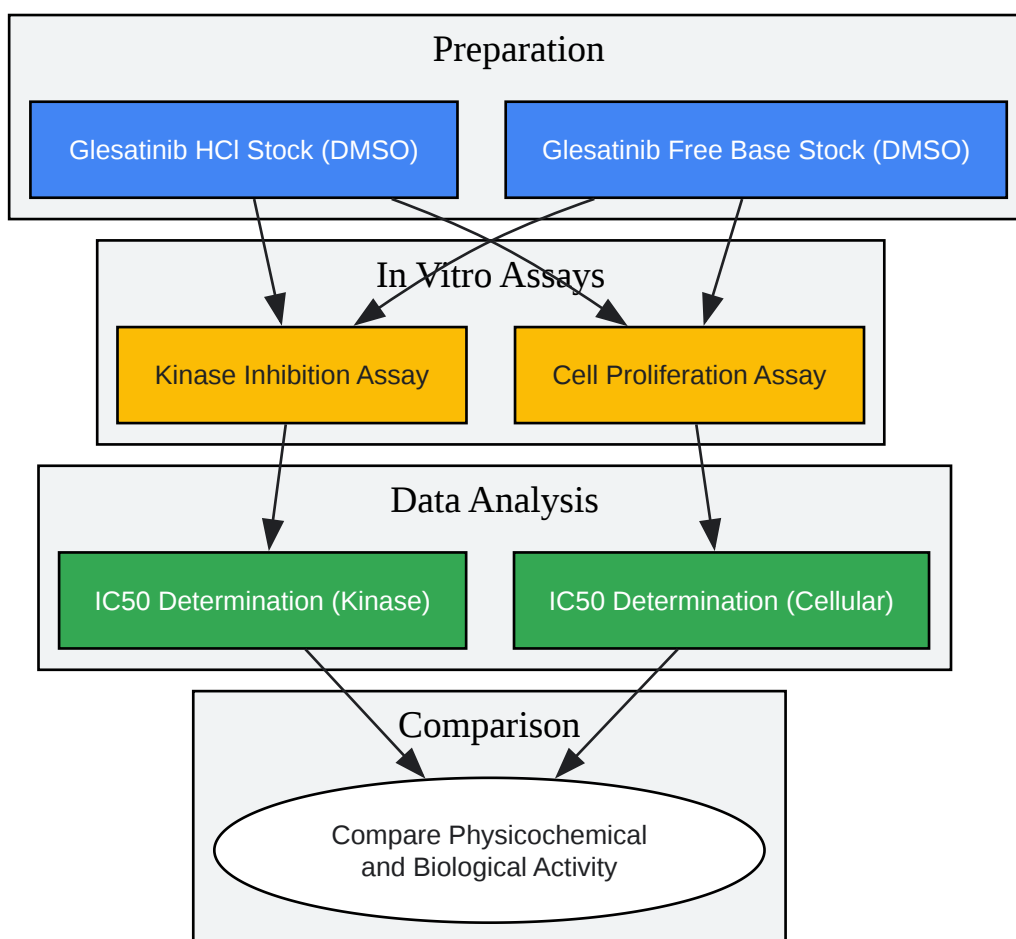 Preparation
Glesatinib HCl Stock (DMSO)
Glesatinib Free Base Stock (DMSO)
In Vitro Assays
Kinase Inhibition Assay
Cell Proliferation Assay
Data Analysis
IC50 Determination (Kinase)
IC50 Determination (Cellular)
Comparison
Compare Physicochemical
and Biological Activity